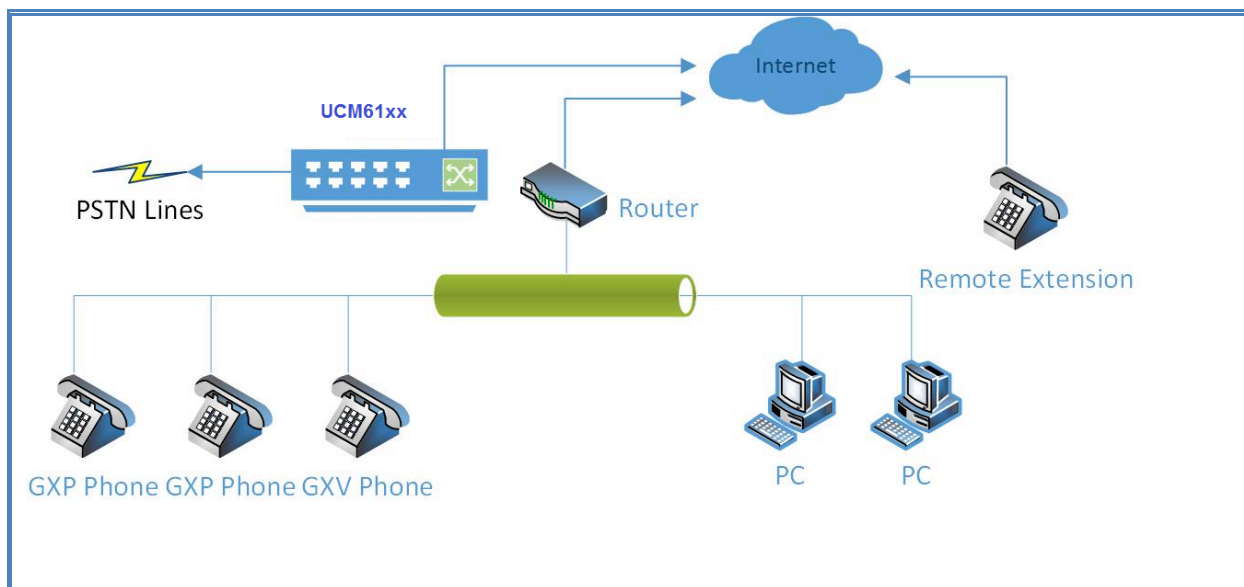 Internet
UCM61xx
PSTN Lines
Router
Remote Extension
GXP Phone GXP Phone GXV Phone
PC
PC